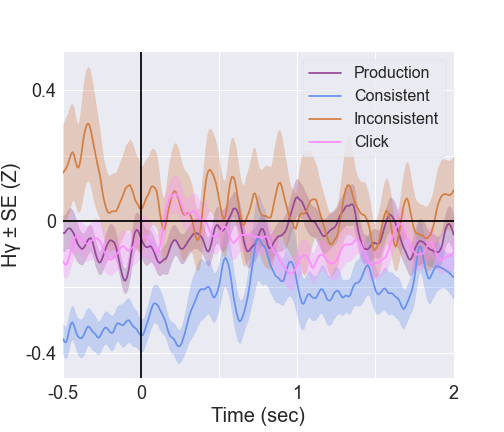 Production
Consistent
Inconsistent
Click
0.4
0
-0.4
Hγ ± SE (Z)
-0.5 0 1 2
Time (sec)